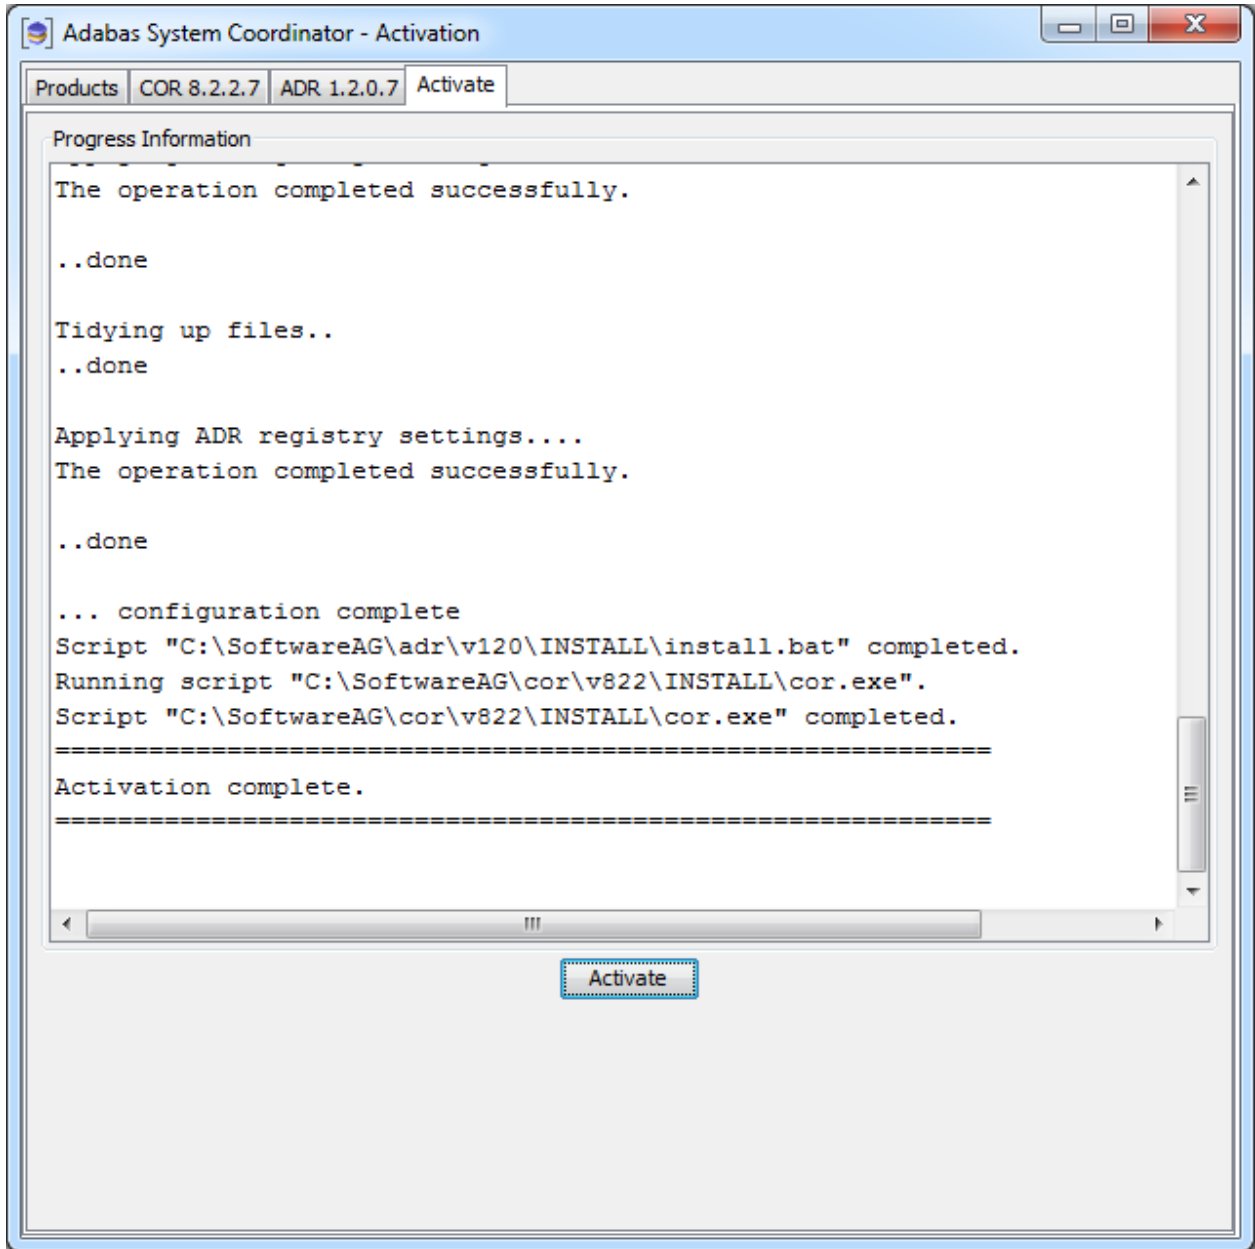 Adabas System Coordinator - Activation
Products COR 8.2.2.7 ADR 1.2.0.7 Activate
Progress Information
The operation completed successfully.
..done
Tidying up files..
..done
Applying ADR registry settings....
The operation completed successfully.
..done
... configuration complete
Script "C:\SoftwareAG\adr\v120\INSTALL\install.bat" completed.
Running script "C:\SoftwareAG\cor\v822\INSTALL\cor.exe".
Script "C:\SoftwareAG\cor\v822\INSTALL\cor.exe" completed.
============================================================
Activation complete.
============================================================
Activate